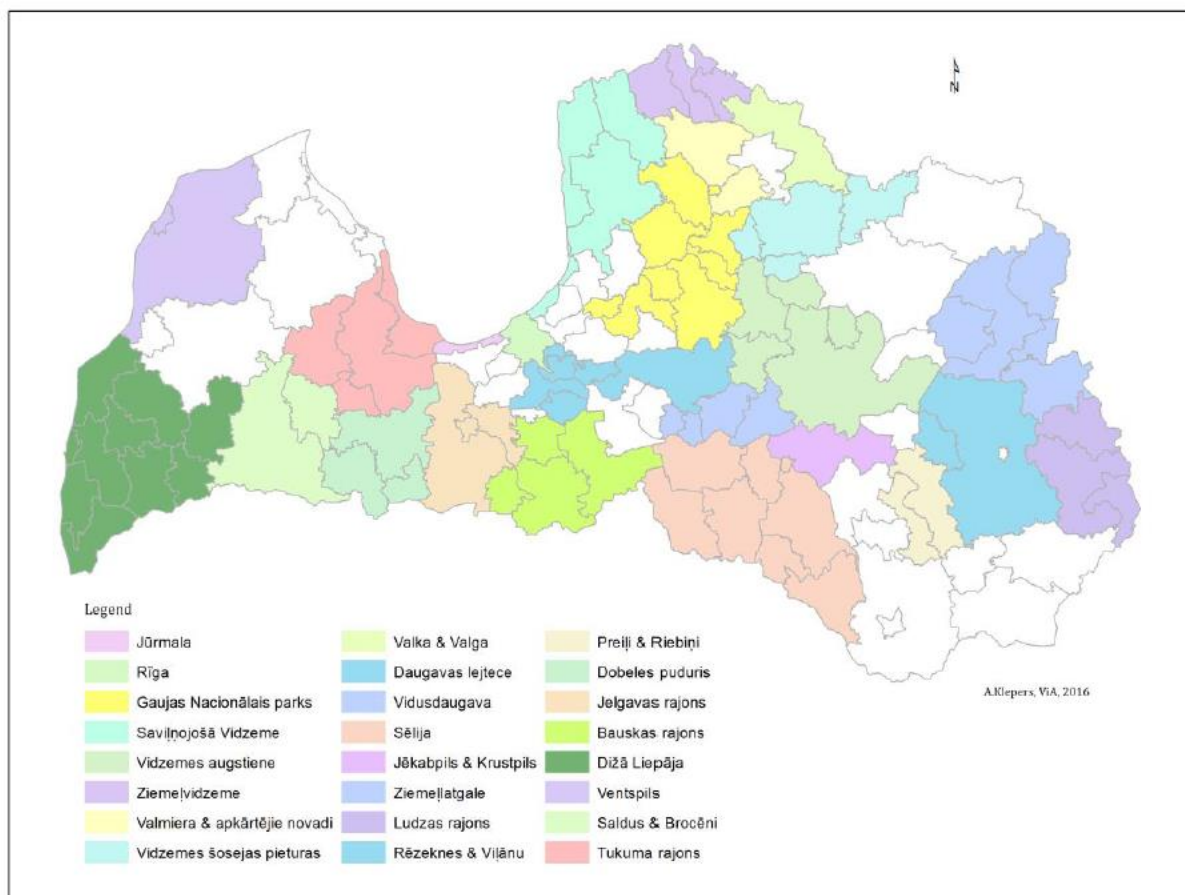 N
Legend
Jūrmala
Rīga
Gaujas Nacionālais parks
Saviļņojošā Vidzeme
Vidzemes augstiene
Ziemeļvidzeme
Valmiera & apkārtējie novadi
Vidzemes šosejas pieturas
Valka & Valga
Daugavas lejtece
Vidusdaugava
Sēlija
Jēkabpils & Krustpils
Ziemeļlatgale
Ludzas rajons
Rēzeknes & Viļānu
Preiļi & Riebiņi
Dobeles puduris
Jelgavas rajons
Bauskas rajons
Dižā Liepāja
Ventspils
Saldus & Brocēni
Tukuma rajons
A.Klepers, ViA, 2016